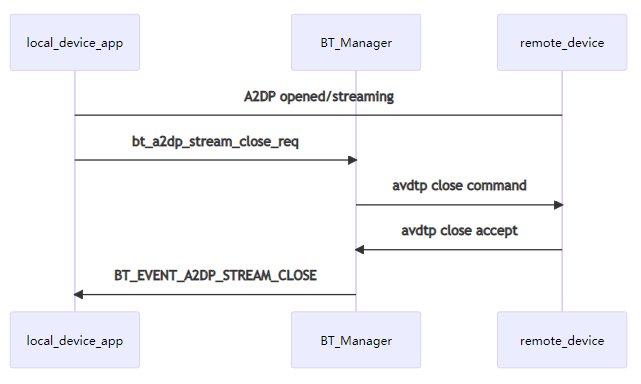 local_device_app
BT_Manager
remote_device
A2DP opened/streaming
bt_a2dp_stream_close_req
avdtp close command
avdtp close accept
BT_EVENT_A2DP_STREAM_CLOSE
local_device_app
BT_Manager
remote_device